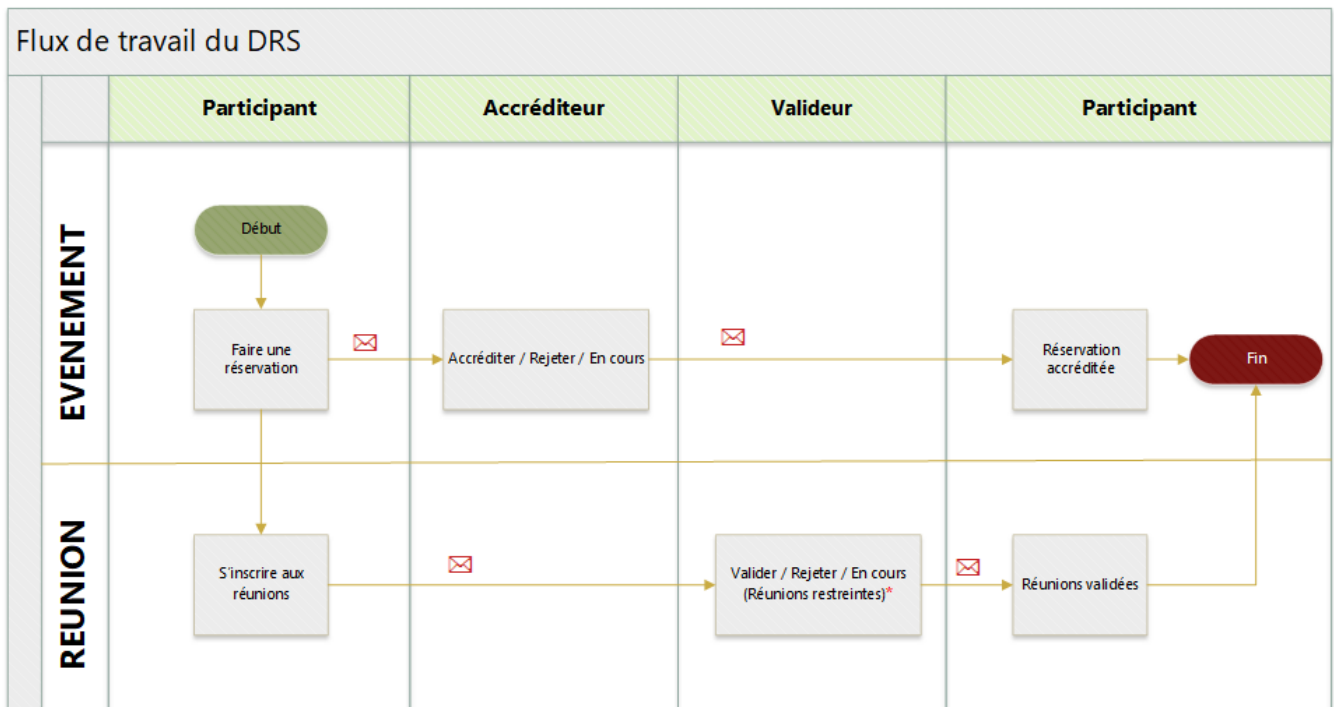 Flux de travail du DRS
Participant
Accréditeur
Valideur
Participant
EVENEMENT
Début
Faire une
réservation
Accréditer / Rejeter / En cours
Réservation
accréditée
Fin
REUNION
S'inscrire aux
réunions
Valider / Rejeter / En cours
(Réunions restreintes)*
Réunions validées